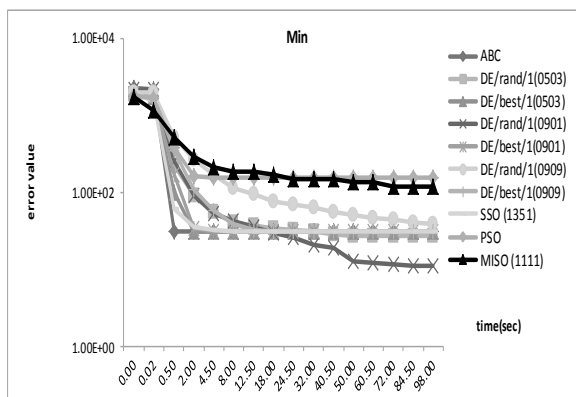 Min
1.00E+04
1.00E+02
1.00E+00
error value
0.00
0.02
0.50
2.00
4.50
8.00
12.50
18.00
24.50
32.00
40.50
50.00
60.50
72.00
84.50
98.00
time(sec)
ABC
DE/rand/1(0503)
DE/best/1(0503)
DE/rand/1(0901)
DE/best/1(0901)
DE/rand/1(0909)
DE/best/1(0909)
SSO (1351)
PSO
MISO (1111)